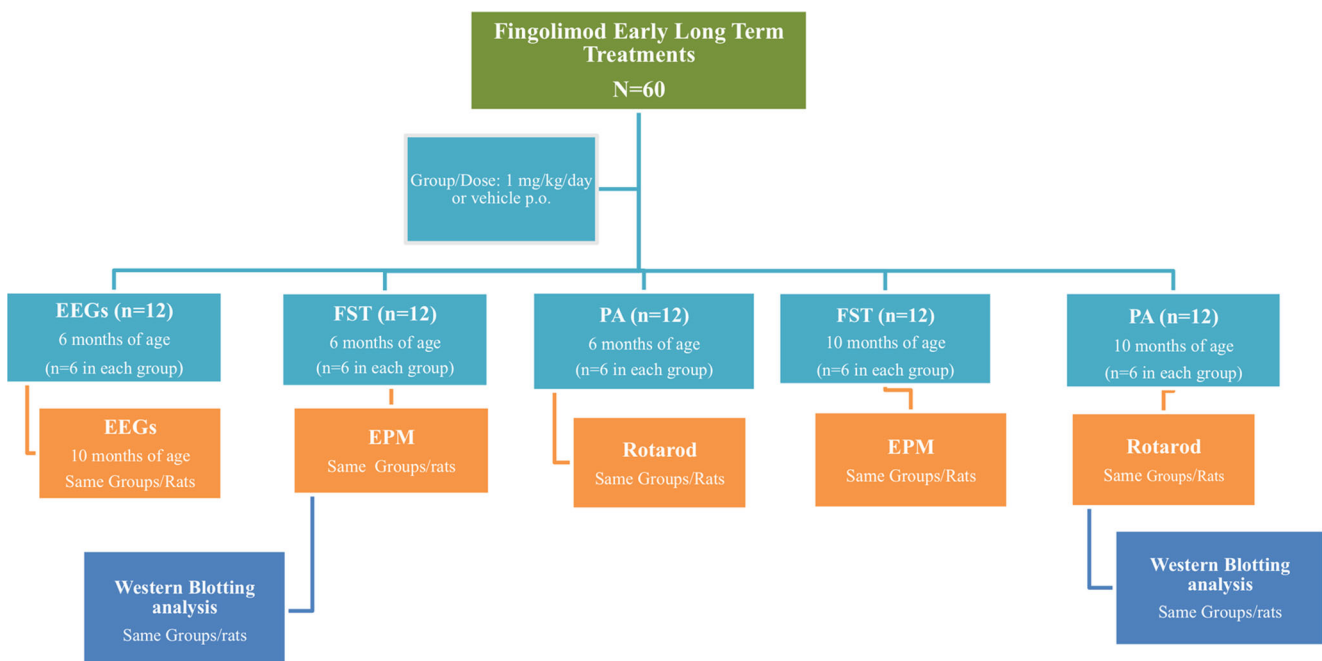 Fingolimod Early Long Term
Treatments
N=60
Group/Dose: 1 mg/kg/day
or vehicle p.o.
EEGs (n=12)
6 months of age
(n=6 in each group)
FST (n=12)
6 months of age
(n=6 in each group)
PA (n=12)
6 months of age
(n=6 in each group)
FST (n=12)
10 months of age
(n=6 in each group)
PA (n=12)
10 months of age
(n=6 in each group)
EEGs
10 months of age
Same Groups/Rats
EPM
Same Groups/rats
Rotarod
Same Groups/Rats
EPM
Same Groups/Rats
Rotarod
Same Groups/Rats
Western Blotting
analysis
Same Groups/rats
Western Blotting
analysis
Same Groups/rats